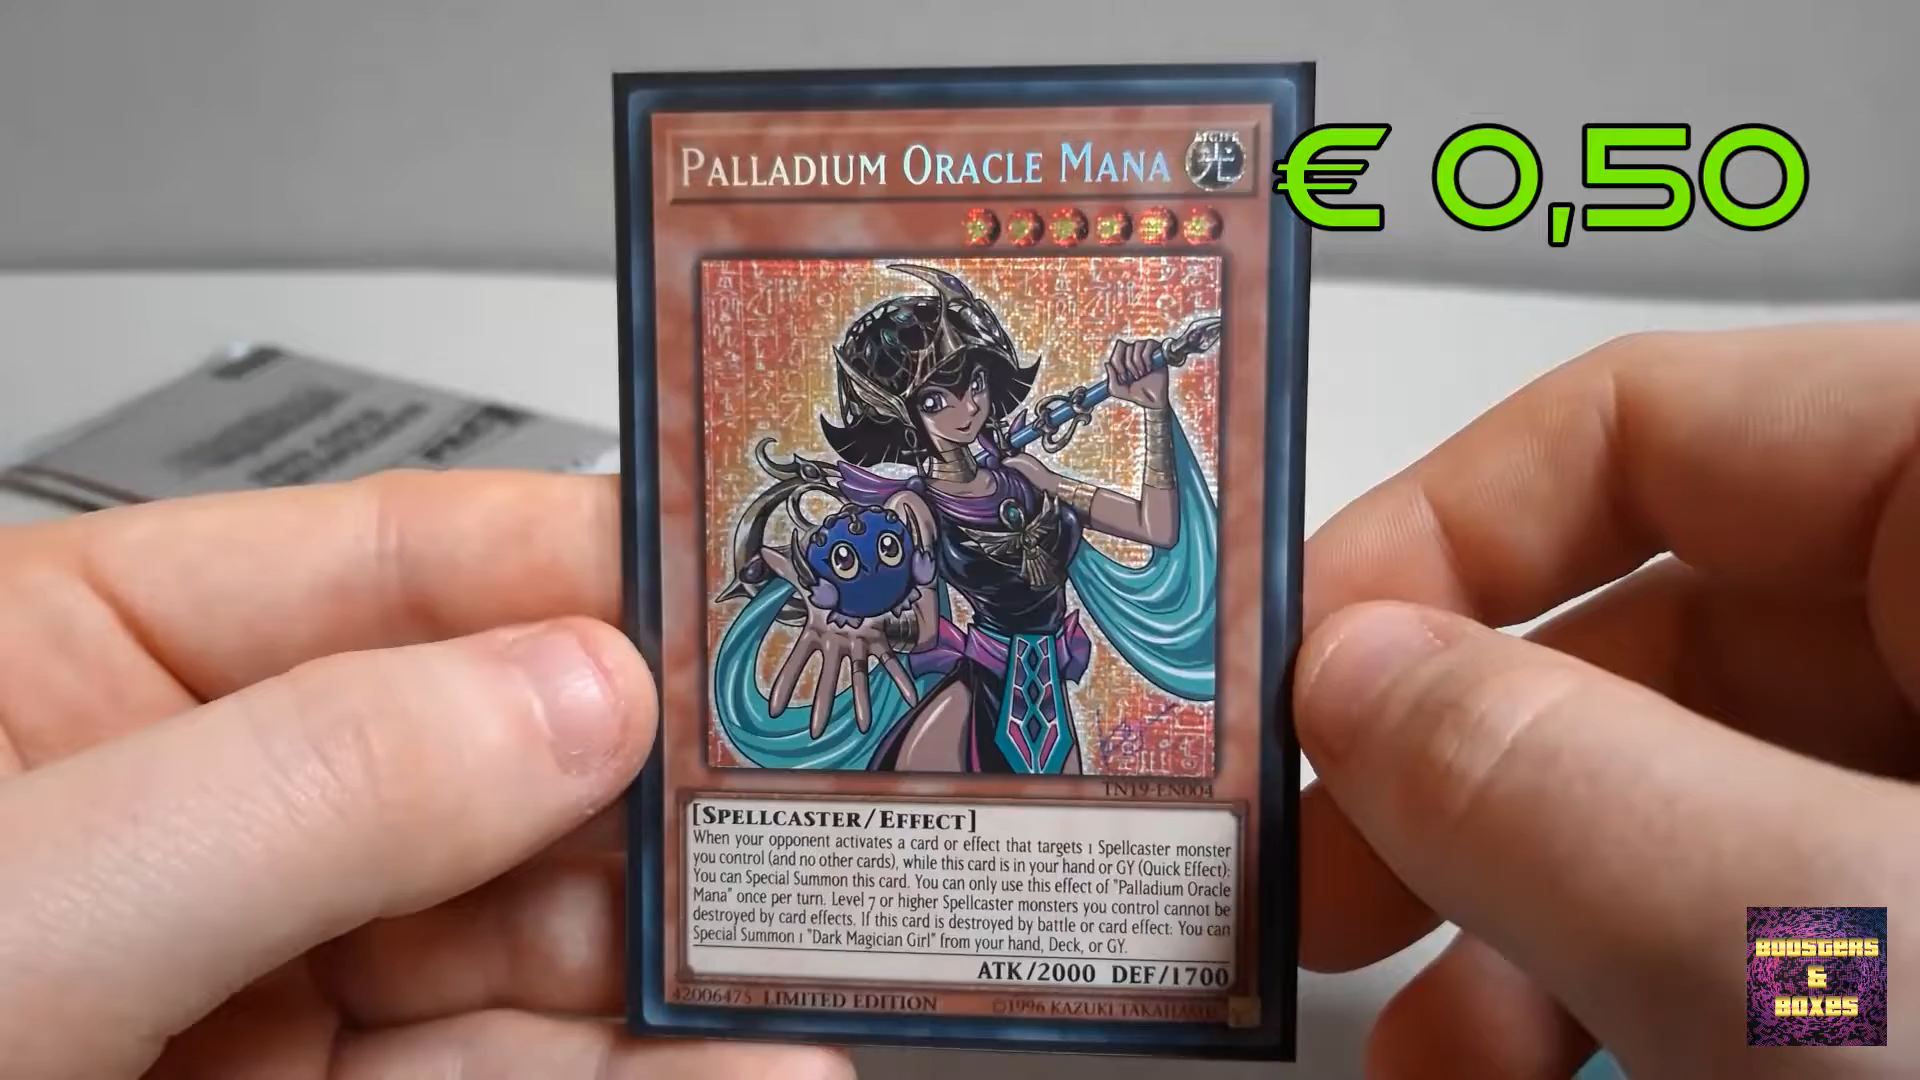 PALLADIUM ORACLE MANA
LIGHT
光
€ 0,50
TN19-EN004
[SPELLCASTER/EFFECT]
When your opponent activates a card or effect that targets 1 Spellcaster monster
you control (and no other cards), while this card is in your hand or GY (Quick Effect):
You can Special Summon this card. You can only use this effect of "Palladium Oracle
Mana" once per turn. Level 7 or higher Spellcaster monsters you control cannot be
destroyed by card effects. If this card is destroyed by battle or card effect: You can
Special Summon 1 "Dark Magician Girl" from your hand, Deck, or GY.
ATK/2000 DEF/1700
42006475 LIMITED EDITION
©1996 KAZUKI TAKAHASHI
BOOSTERS
&
BOXES